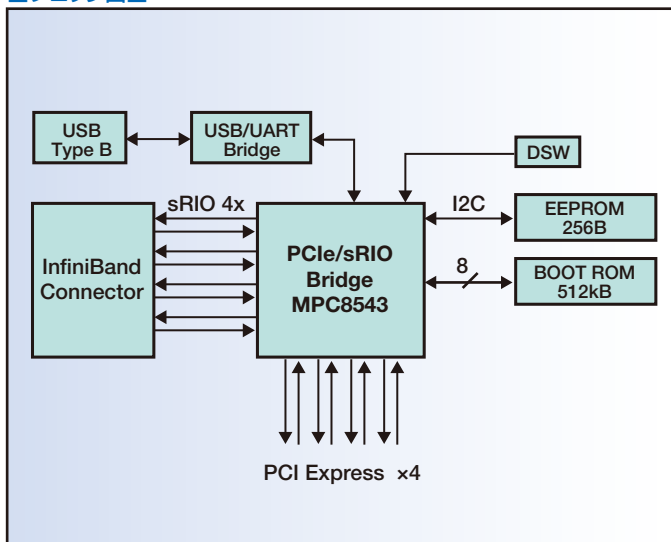 USB
Type B
USB/UART
Bridge
DSW
sRIO 4x
I2C
EEPROM
256B
InfiniBand
Connector
PCIe/sRIO
Bridge
MPC8543
8
BOOT ROM
512kB
PCI Express ×4